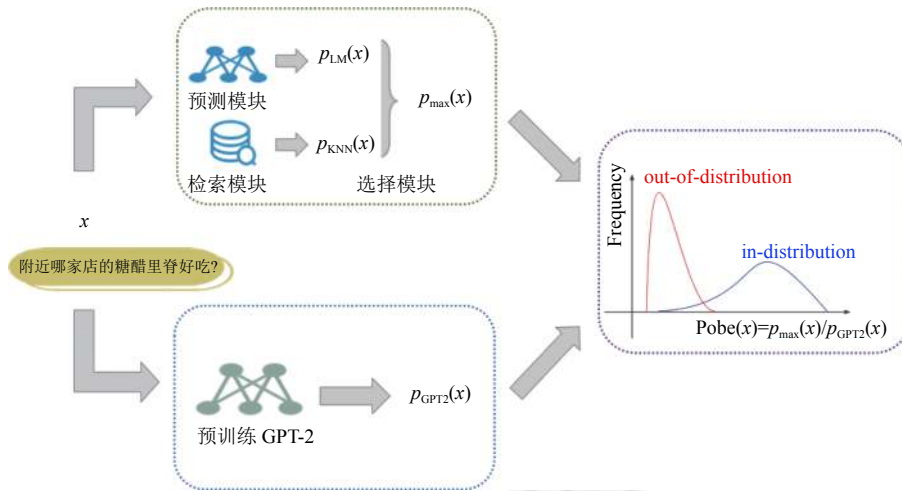 p_LM(x)
预测模块
p_max(x)
p_KNN(x)
检索模块
选择模块
x
附近哪家店的糖醋里脊好吃?
p_GPT2(x)
预训练 GPT-2
Frequency
out-of-distribution
in-distribution
Pobe(x)=p_max(x)/p_GPT2(x)